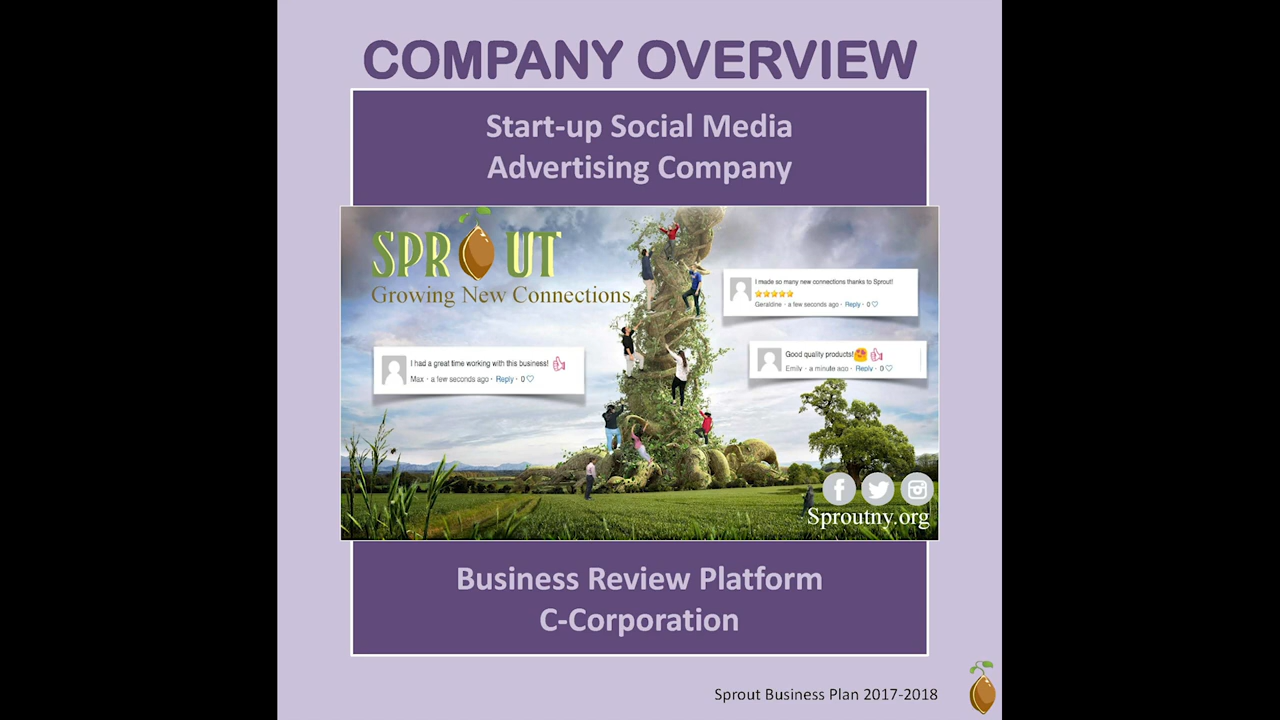 COMPANY OVERVIEW
Start-up Social Media
Advertising Company
SPROUT
Growing New Connections
I made so many new connections thanks to Sprout!
Geraldine · a few seconds ago · Reply · 0
I had a great time working with this business!
Max · a few seconds ago · Reply · 0
Good quality products!
Emily · a minute ago · Reply · 0
Sproutny.org
Business Review Platform
C-Corporation
Sprout Business Plan 2017-2018